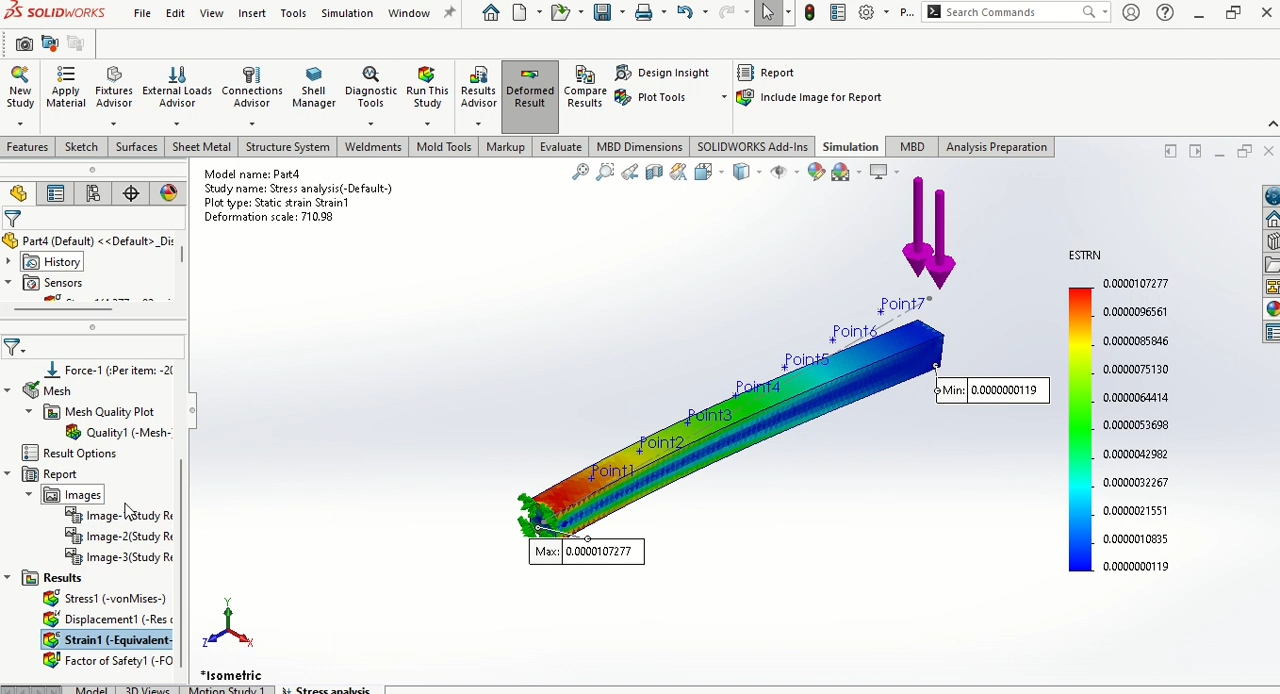 SOLIDWORKS File Edit View Insert Tools Simulation Window P... Search Commands
New Study
Apply Material
Fixtures Advisor
External Loads Advisor
Connections Advisor
Shell Manager
Diagnostic Tools
Run This Study
Results Advisor
Deformed Result
Compare Results
Design Insight
Plot Tools
Report
Include Image for Report
Features Sketch Surfaces Sheet Metal Structure System Weldments Mold Tools Markup Evaluate MBD Dimensions SOLIDWORKS Add-Ins Simulation MBD Analysis Preparation
Part4 (Default) <<Default>_Dis
History
Sensors
Force-1 (:Per item: -20
Mesh
Mesh Quality Plot
Quality1 (-Mesh-
Result Options
Report
Images
Image-1(Study Re
Image-2(Study Re
Image-3(Study Re
Results
Stress1 (-vonMises-)
Displacement1 (-Res d
Strain1 (-Equivalent-
Factor of Safety1 (-FO
Model name: Part4
Study name: Stress analysis(-Default-)
Plot type: Static strain Strain1
Deformation scale: 710.98
Point7
Point6
Point5
Point4
Point3
Point2
Point1
Min: 0.0000000119
Max: 0.0000107277
ESTRN
0.0000107277
0.0000096561
0.0000085846
0.0000075130
0.0000064414
0.0000053698
0.0000042982
0.0000032267
0.0000021551
0.0000010835
0.0000000119
Y
Z X
*Isometric
Model 3D Views Motion Study 1 Stress analysis